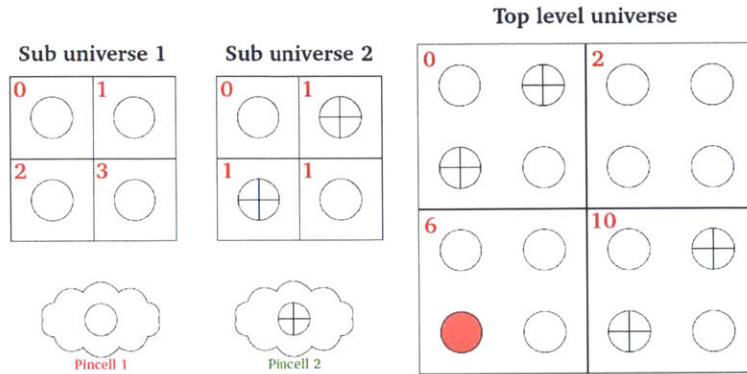 Top level universe
Sub universe 1
Sub universe 2
0 1
2 3
0 1
1 1
0 2
6 10
Pincell 1
Pincell 2